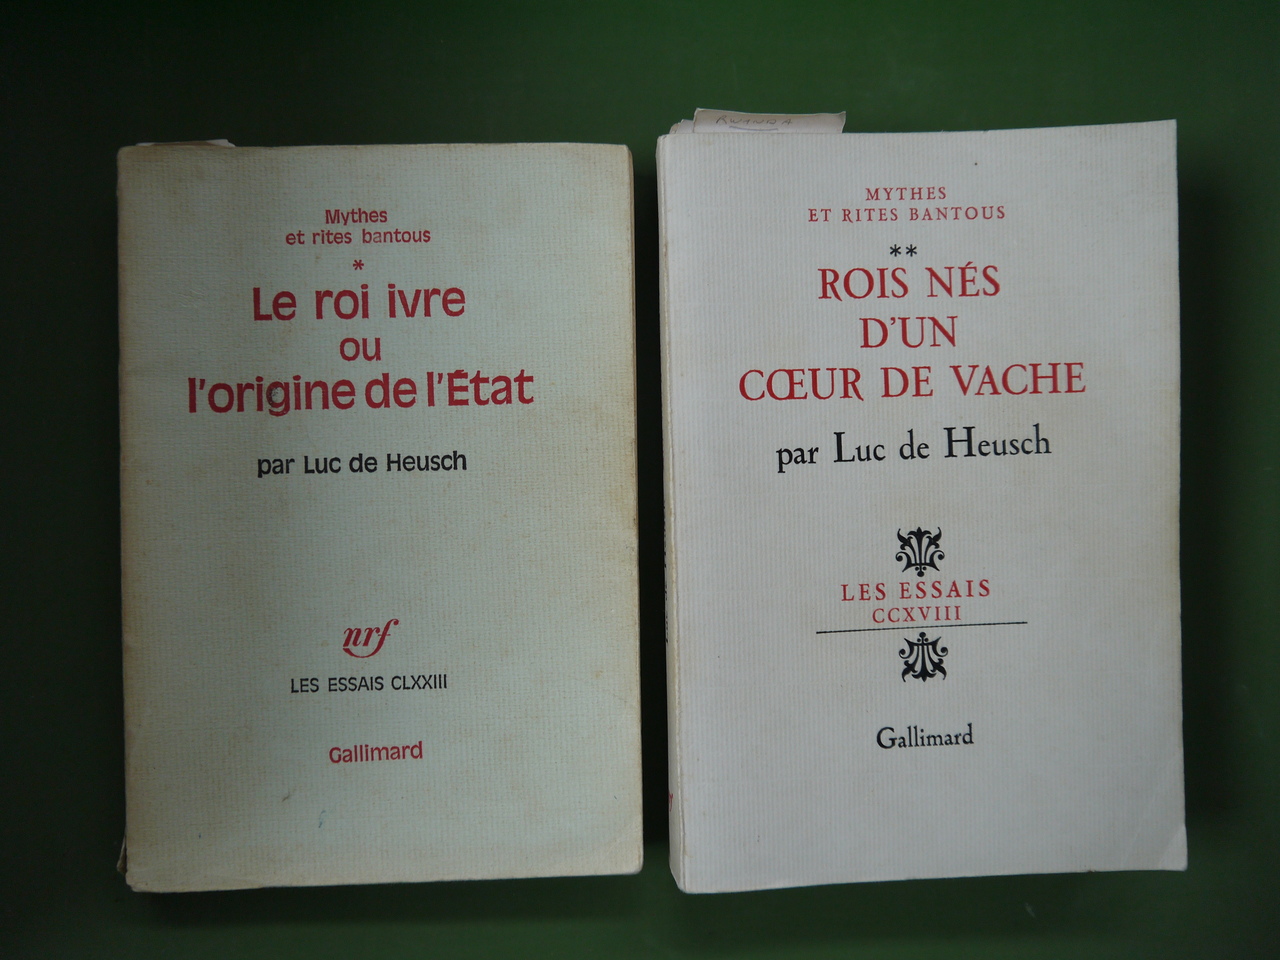 Mythes
et rites bantous
*
Le roi ivre
ou
l'origine de l'État
par Luc de Heusch
nrf
LES ESSAIS CLXXIII
Gallimard
RWANDA
MYTHES
ET RITES BANTOUS
**
ROIS NÉS
D'UN
CŒUR DE VACHE
par Luc de Heusch
LES ESSAIS
CCXVIII
Gallimard